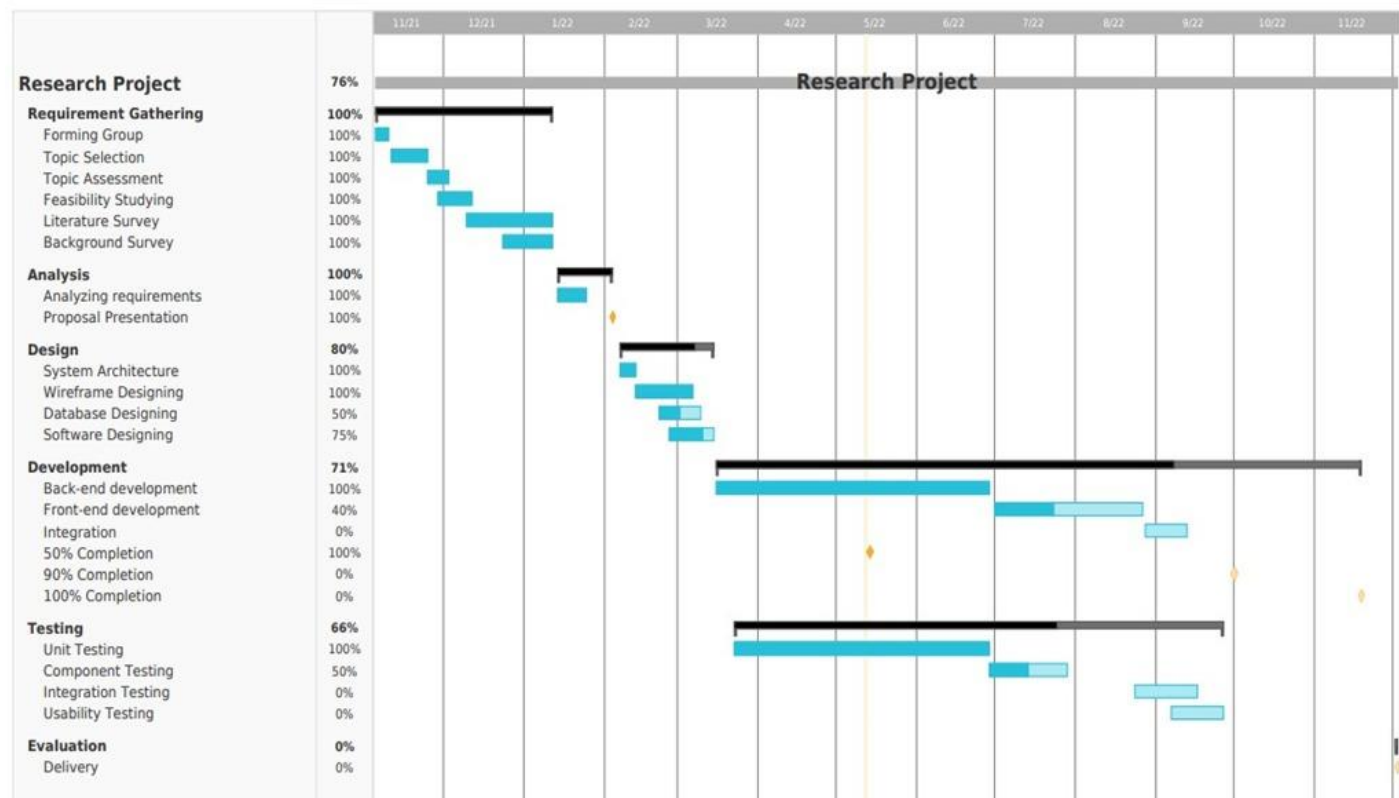 11/21 12/21 1/22 2/22 3/22 4/22 5/22 6/22 7/22 8/22 9/22 10/22 11/22
Research Project 76% Research Project
Requirement Gathering 100%
Forming Group 100%
Topic Selection 100%
Topic Assessment 100%
Feasibility Studying 100%
Literature Survey 100%
Background Survey 100%
Analysis 100%
Analyzing requirements 100%
Proposal Presentation 100%
Design 80%
System Architecture 100%
Wireframe Designing 100%
Database Designing 50%
Software Designing 75%
Development 71%
Back-end development 100%
Front-end development 40%
Integration 0%
50% Completion 100%
90% Completion 0%
100% Completion 0%
Testing 66%
Unit Testing 100%
Component Testing 50%
Integration Testing 0%
Usability Testing 0%
Evaluation 0%
Delivery 0%